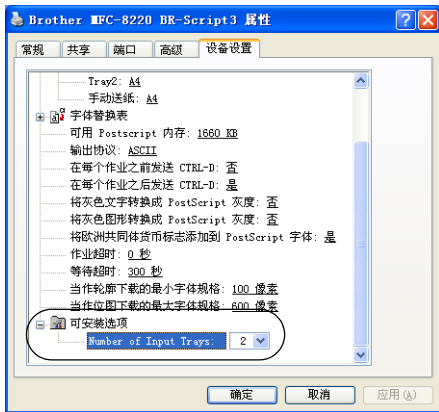 Brother MFC-8220 BR-Script3 属性
常规 共享 端口 高级 设备设置
Tray2: A4
手动送纸: A4
字体替换表
可用 Postscript 内存: 1660 KB
输出协议: ASCII
在每个作业之前发送 CTRL-D: 否
在每个作业之后发送 CTRL-D: 是
将灰色文字转换成 PostScript 灰度: 否
将灰色图形转换成 PostScript 灰度: 否
将欧洲共同体货币标志添加到 PostScript 字体: 是
作业超时: 0 秒
等待超时: 300 秒
当作轮廓下载的最小字体规格: 100 像素
当作位图下载的最大字体规格: 600 像素
可安装选项
Number of Input Trays: 2
确定 取消 应用(A)